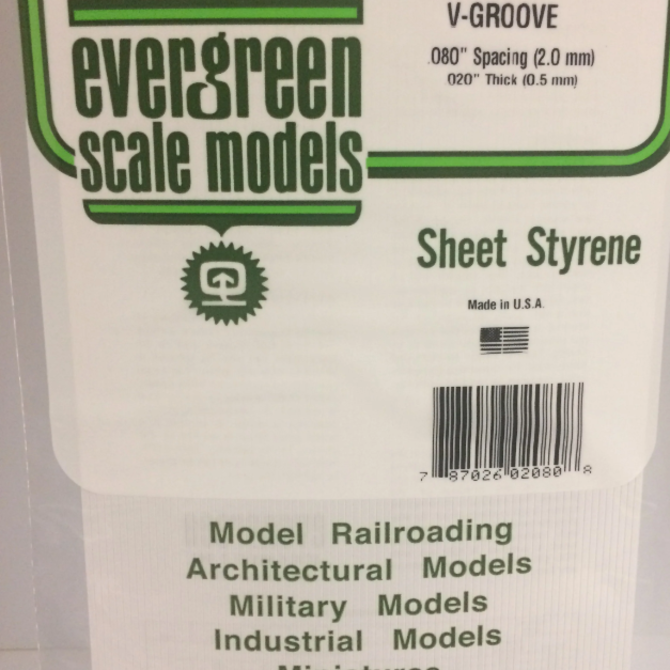 V-GROOVE
.080" Spacing (2.0 mm)
.020" Thick (0.5 mm)
evergreen
scale models
Sheet Styrene
Made in U.S.A.
7 87026 02080 8
Model Railroading
Architectural Models
Military Models
Industrial Models
Miniatures